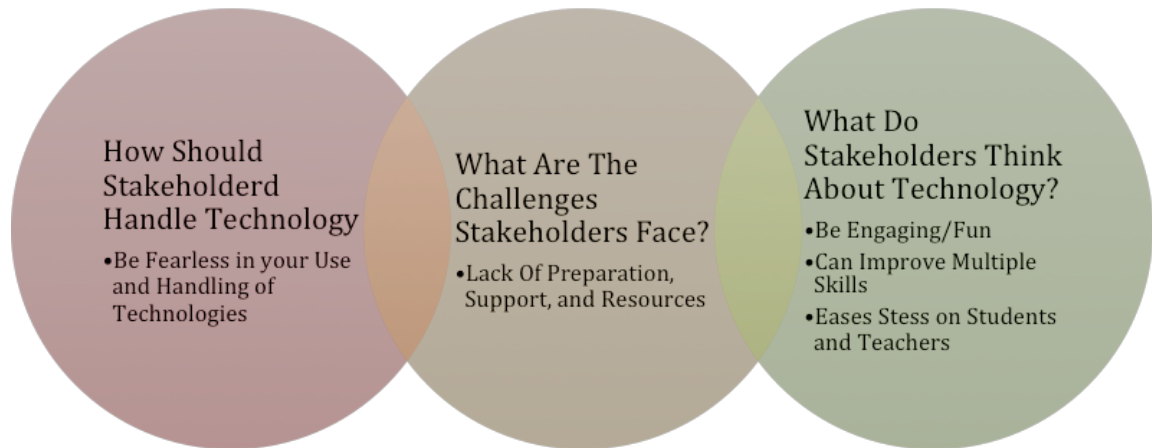 How Should
Stakeholderd
Handle Technology
•Be Fearless in your Use
and Handling of
Technologies
What Are The
Challenges
Stakeholders Face?
•Lack Of Preparation,
Support, and Resources
What Do
Stakeholders Think
About Technology?
•Be Engaging/Fun
•Can Improve Multiple
Skills
•Eases Stess on Students
and Teachers